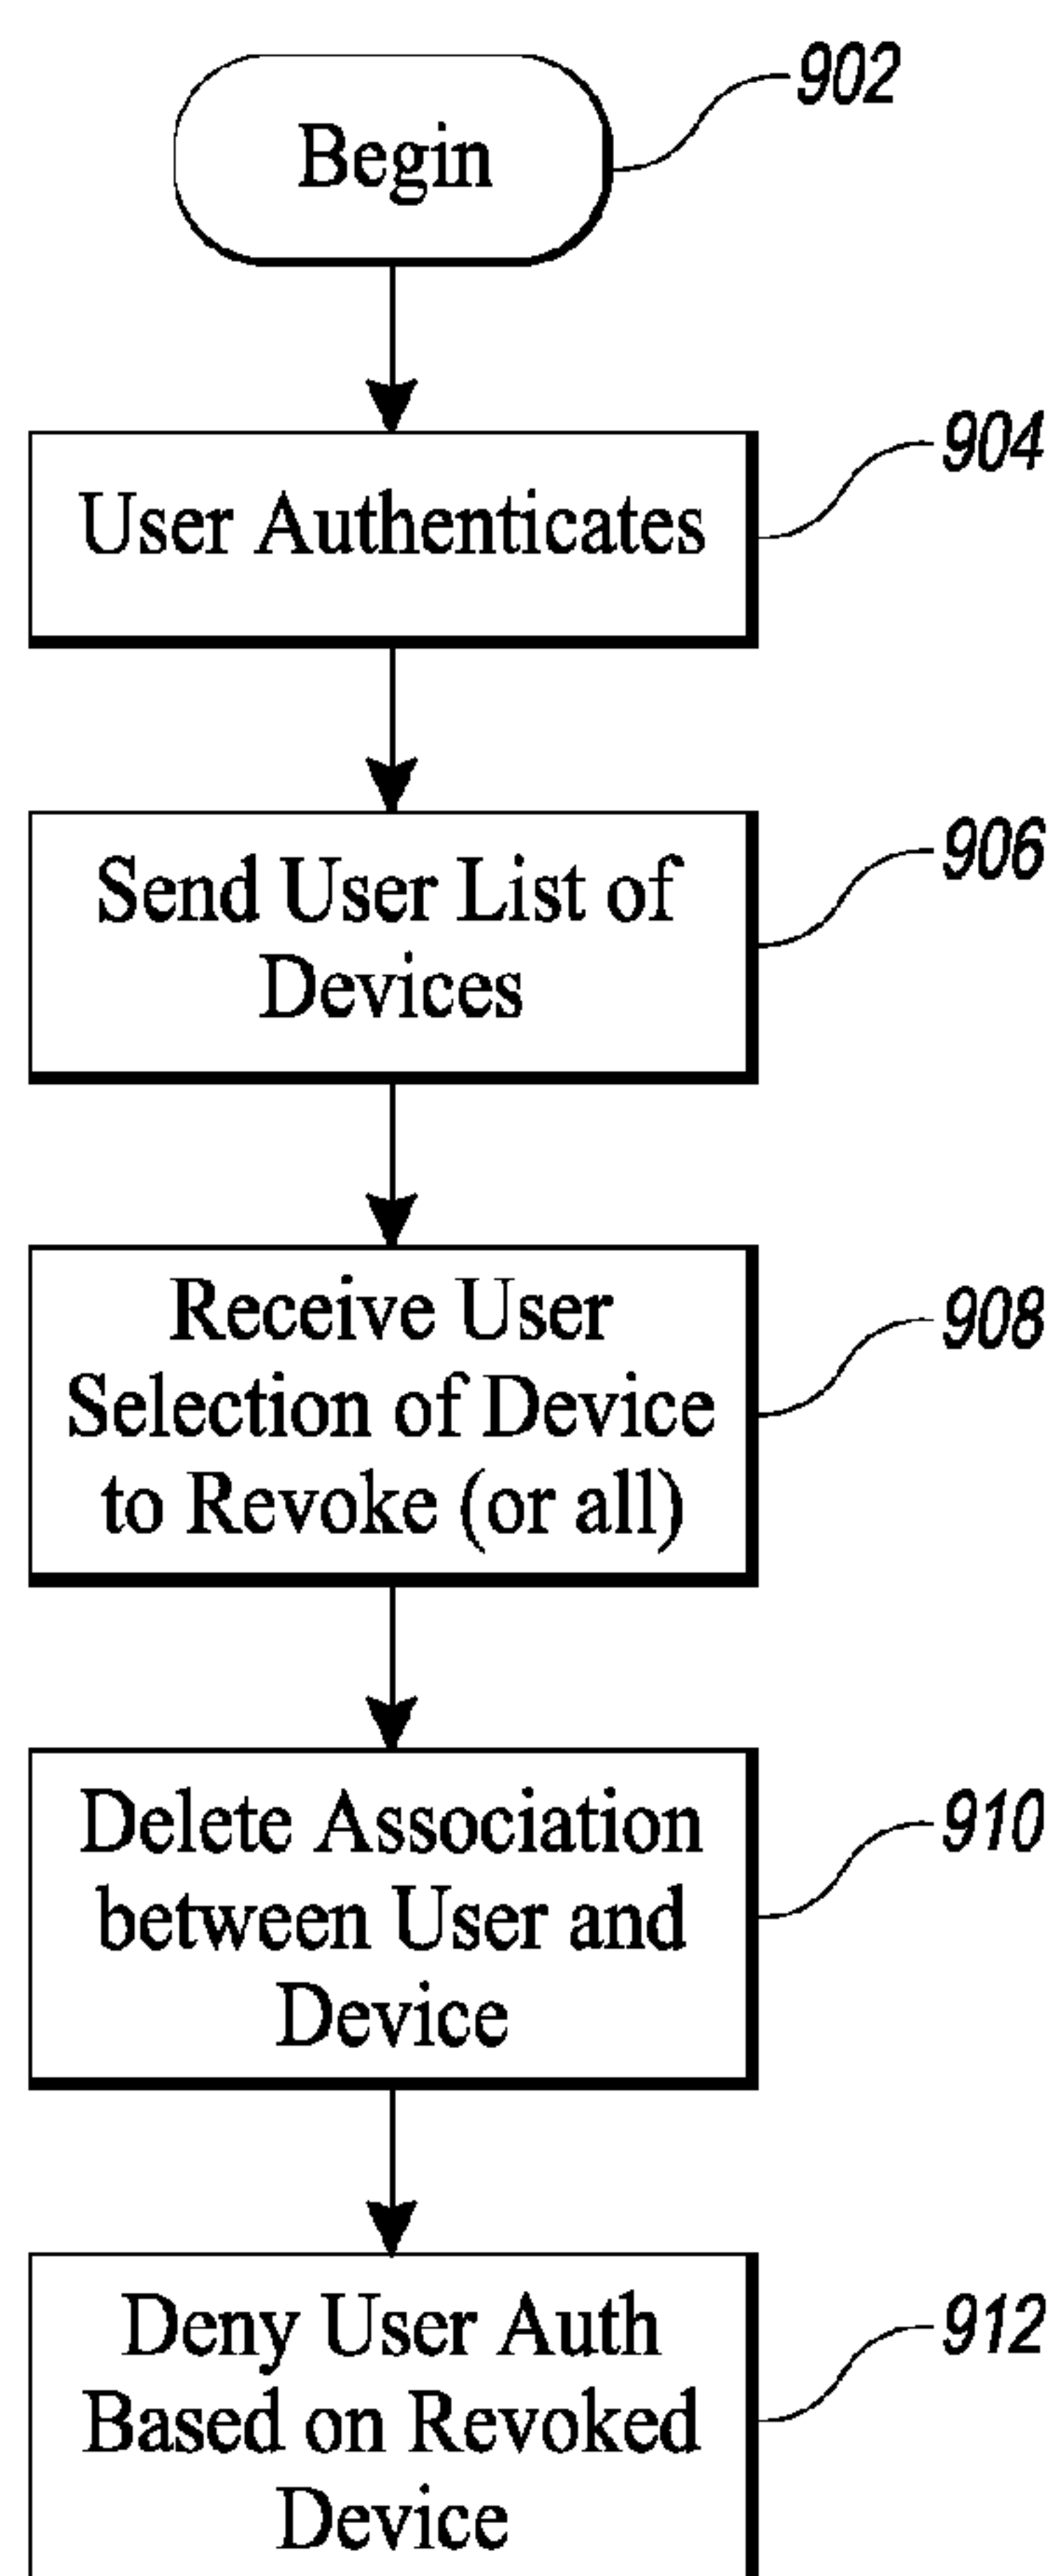 Begin
902
User Authenticates
904
Send User List of
Devices
906
Receive User
Selection of Device
to Revoke (or all)
908
Delete Association
between User and
Device
910
Deny User Auth
Based on Revoked
Device
912